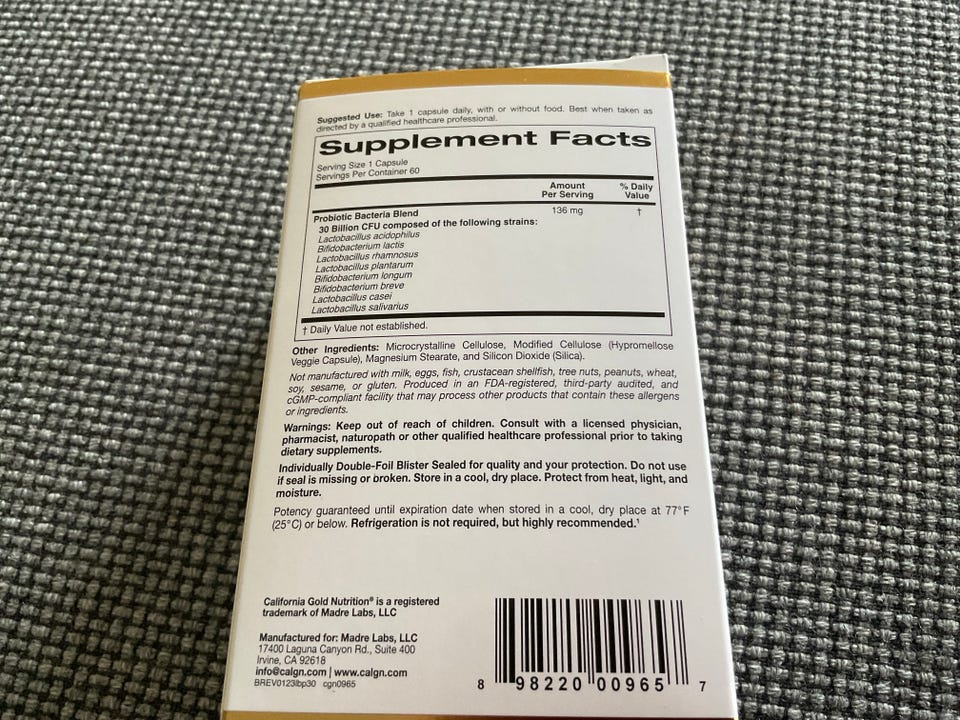 Suggested Use: Take 1 capsule daily, with or without food. Best when taken as
directed by a qualified healthcare professional.
Supplement Facts
Serving Size 1 Capsule
Servings Per Container 60
Amount Per Serving
% Daily Value
Probiotic Bacteria Blend 136 mg †
30 Billion CFU composed of the following strains:
Lactobacillus acidophilus
Bifidobacterium lactis
Lactobacillus rhamnosus
Lactobacillus plantarum
Bifidobacterium longum
Bifidobacterium breve
Lactobacillus casei
Lactobacillus salivarius
† Daily Value not established.
Other Ingredients: Microcrystalline Cellulose, Modified Cellulose (Hypromellose
Veggie Capsule), Magnesium Stearate, and Silicon Dioxide (Silica).
Not manufactured with milk, eggs, fish, crustacean shellfish, tree nuts, peanuts, wheat,
soy, sesame, or gluten. Produced in an FDA-registered, third-party audited, and
cGMP-compliant facility that may process other products that contain these allergens
or ingredients.
Warnings: Keep out of reach of children. Consult with a licensed physician,
pharmacist, naturopath or other qualified healthcare professional prior to taking
dietary supplements.
Individually Double-Foil Blister Sealed for quality and your protection. Do not use
if seal is missing or broken. Store in a cool, dry place. Protect from heat, light, and
moisture.
Potency guaranteed until expiration date when stored in a cool, dry place at 77°F
(25°C) or below. Refrigeration is not required, but highly recommended.¹
California Gold Nutrition® is a registered
trademark of Madre Labs, LLC
Manufactured for: Madre Labs, LLC
17400 Laguna Canyon Rd., Suite 400
Irvine, CA 92618
info@calgn.com | www.calgn.com
BREV0123lbp30 cgn0965
8 98220 00965 7